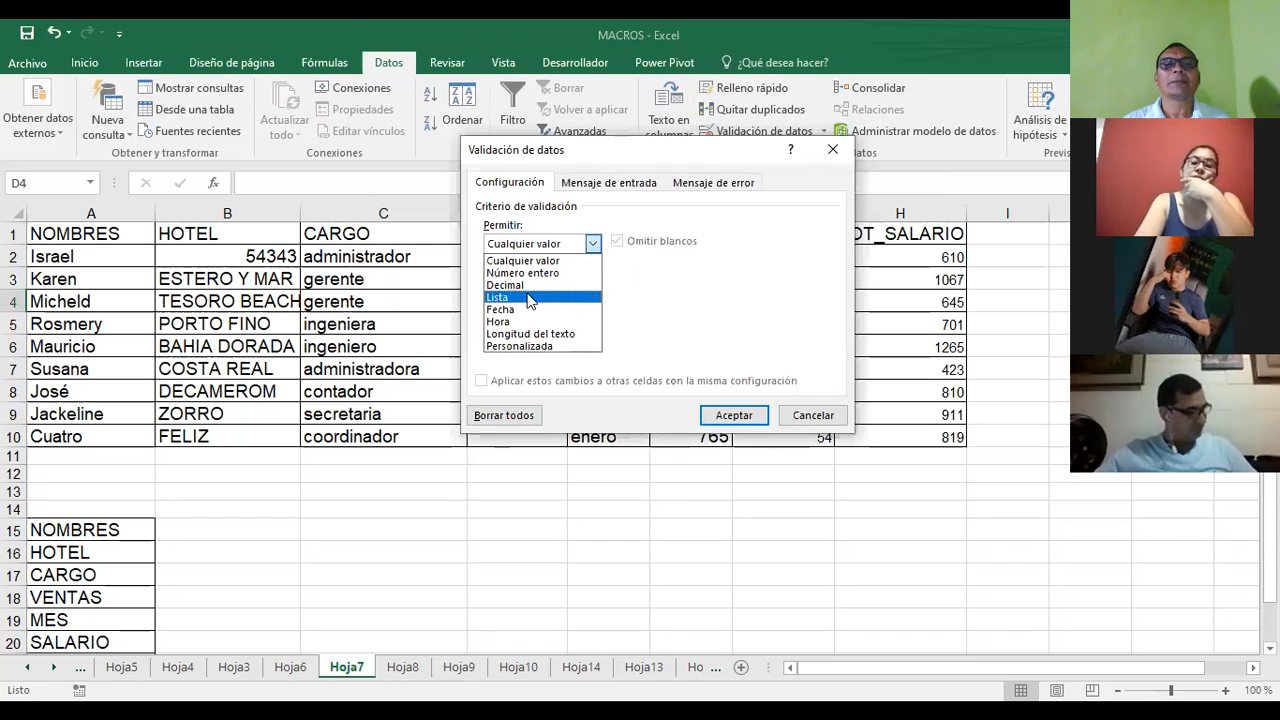 MACROS - Excel
Archivo Inicio Insertar Diseño de página Fórmulas Datos Revisar Vista Desarrollador Power Pivot ¿Qué desea hacer?
Obtener datos externos
Nueva consulta
Mostrar consultas
Desde una tabla
Fuentes recientes
Obtener y transformar
Actualizar todo
Conexiones
Propiedades
Editar vínculos
Conexiones
Ordenar
Filtro
Borrar
Volver a aplicar
Avanzadas
Texto en columnas
Relleno rápido
Quitar duplicados
Validación de datos
Consolidar
Relaciones
Administrar modelo de datos
Análisis de hipótesis
D4
fx
Validación de datos ?
Configuración Mensaje de entrada Mensaje de error
Criterio de validación
Permitir:
Cualquier valor
Omitir blancos
Cualquier valor
Número entero
Decimal
Lista
Fecha
Hora
Longitud del texto
Personalizada
Aplicar estos cambios a otras celdas con la misma configuración
Borrar todos Aceptar Cancelar
A B C H I
1 NOMBRES HOTEL CARGO OT_SALARIO
2 Israel 54343 administrador 610
3 Karen ESTERO Y MAR gerente 1067
4 Micheld TESORO BEACH gerente 645
5 Rosmery PORTO FINO ingeniera 701
6 Mauricio BAHIA DORADA ingeniero 1265
7 Susana COSTA REAL administradora 423
8 José DECAMEROM contador 810
9 Jackeline ZORRO secretaria 911
10 Cuatro FELIZ coordinador enero 765 54 819
11
12
13
14
15 NOMBRES
16 HOTEL
17 CARGO
18 VENTAS
19 MES
20 SALARIO
... Hoja5 Hoja4 Hoja3 Hoja6 Hoja7 Hoja8 Hoja9 Hoja10 Hoja14 Hoja13 Ho ...
Listo 100 %